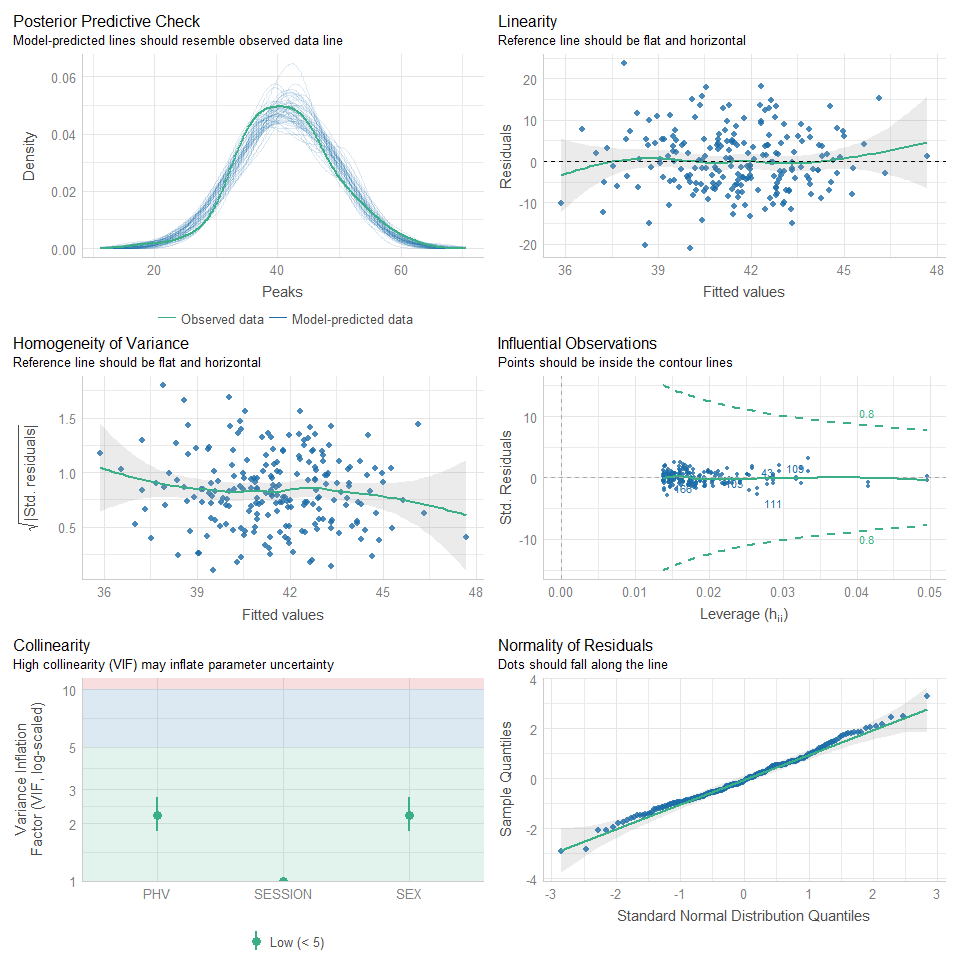 Posterior Predictive Check
Model-predicted lines should resemble observed data line
0.06
0.04
0.02
0.00
Density
20 40 60
Peaks
Observed data Model-predicted data
Linearity
Reference line should be flat and horizontal
20
10
0
-10
-20
Residuals
36 39 42 45 48
Fitted values
Homogeneity of Variance
Reference line should be flat and horizontal
1.5
1.0
0.5
√|Std. residuals|
36 39 42 45 48
Fitted values
Influential Observations
Points should be inside the contour lines
10
0
-10
Std. Residuals
0.8
43 109
111
0.8
0.00 0.01 0.02 0.03 0.04 0.05
Leverage (hᵢᵢ)
Collinearity
High collinearity (VIF) may inflate parameter uncertainty
10
5
3
2
1
Variance Inflation
Factor (VIF, log-scaled)
PHV SESSION SEX
Low (< 5)
Normality of Residuals
Dots should fall along the line
4
2
0
-2
-4
Sample Quantiles
-3 -2 -1 0 1 2 3
Standard Normal Distribution Quantiles